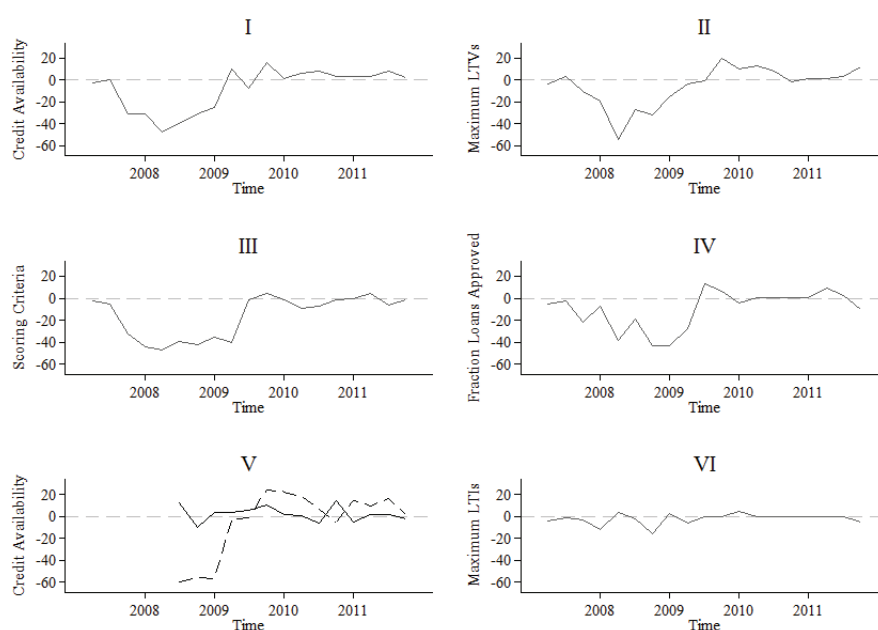 I
Credit Availability
20
0
-20
-40
-60
2008 2009 2010 2011
Time
II
Maximum LTVs
20
0
-20
-40
-60
2008 2009 2010 2011
Time
III
Scoring Criteria
20
0
-20
-40
-60
2008 2009 2010 2011
Time
IV
Fraction Loans Approved
20
0
-20
-40
-60
2008 2009 2010 2011
Time
V
Credit Availability
20
0
-20
-40
-60
2008 2009 2010 2011
Time
VI
Maximum LTIs
20
0
-20
-40
-60
2008 2009 2010 2011
Time